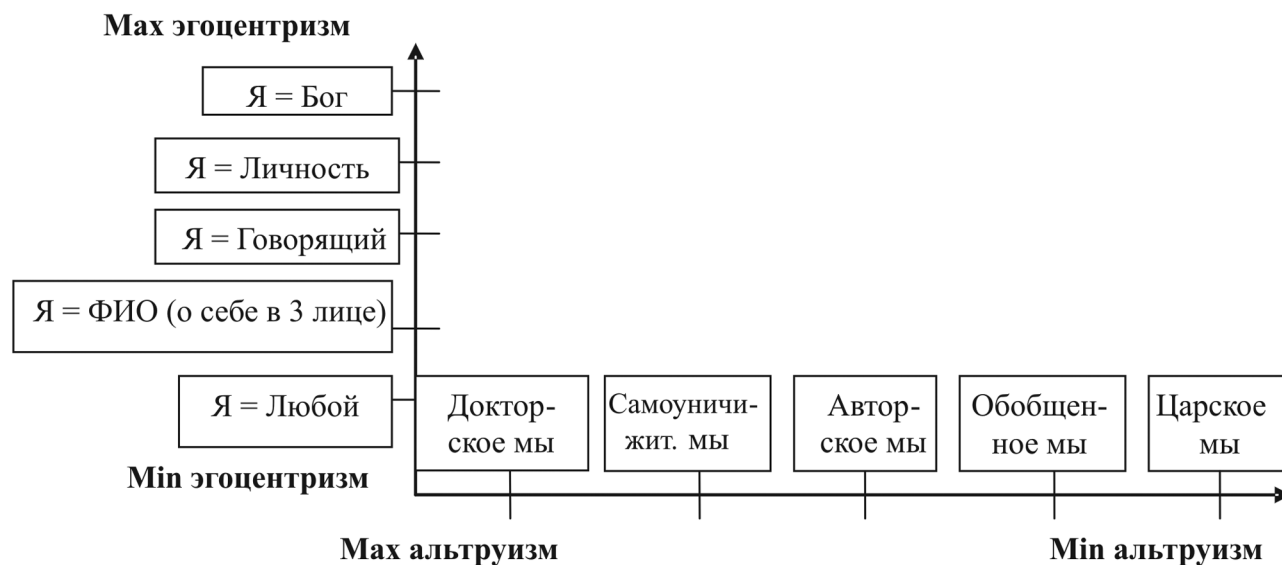 Max эгоцентризм
Я = Бог
Я = Личность
Я = Говорящий
Я = ФИО (о себе в 3 лице)
Я = Любой
Min эгоцентризм
Доктор-
ское мы
Самоуничи-
жит. мы
Автор-
ское мы
Обобщен-
ное мы
Царское
мы
Max альтруизм
Min альтруизм